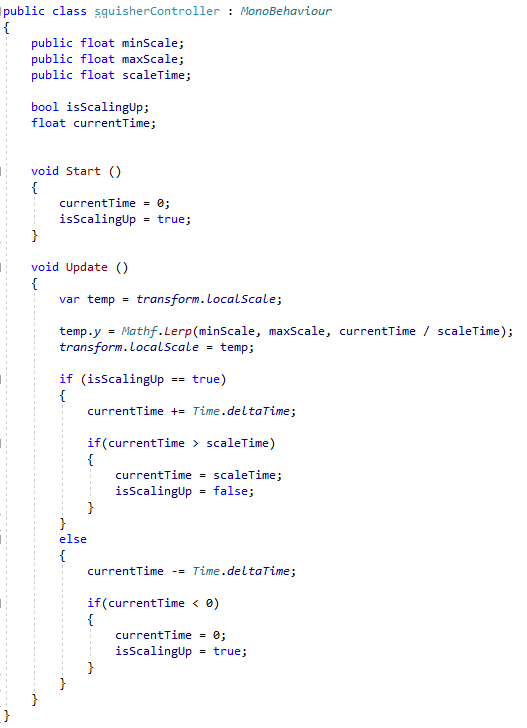 public class squisherController : MonoBehaviour
{
    public float minScale;
    public float maxScale;
    public float scaleTime;

    bool isScalingUp;
    float currentTime;


    void Start ()
    {
        currentTime = 0;
        isScalingUp = true;
    }

    void Update ()
    {
        var temp = transform.localScale;

        temp.y = Mathf.Lerp(minScale, maxScale, currentTime / scaleTime);
        transform.localScale = temp;

        if (isScalingUp == true)
        {
            currentTime += Time.deltaTime;

            if(currentTime > scaleTime)
            {
                currentTime = scaleTime;
                isScalingUp = false;
            }
        }
        else
        {
            currentTime -= Time.deltaTime;

            if(currentTime < 0)
            {
                currentTime = 0;
                isScalingUp = true;
            }
        }
    }
}